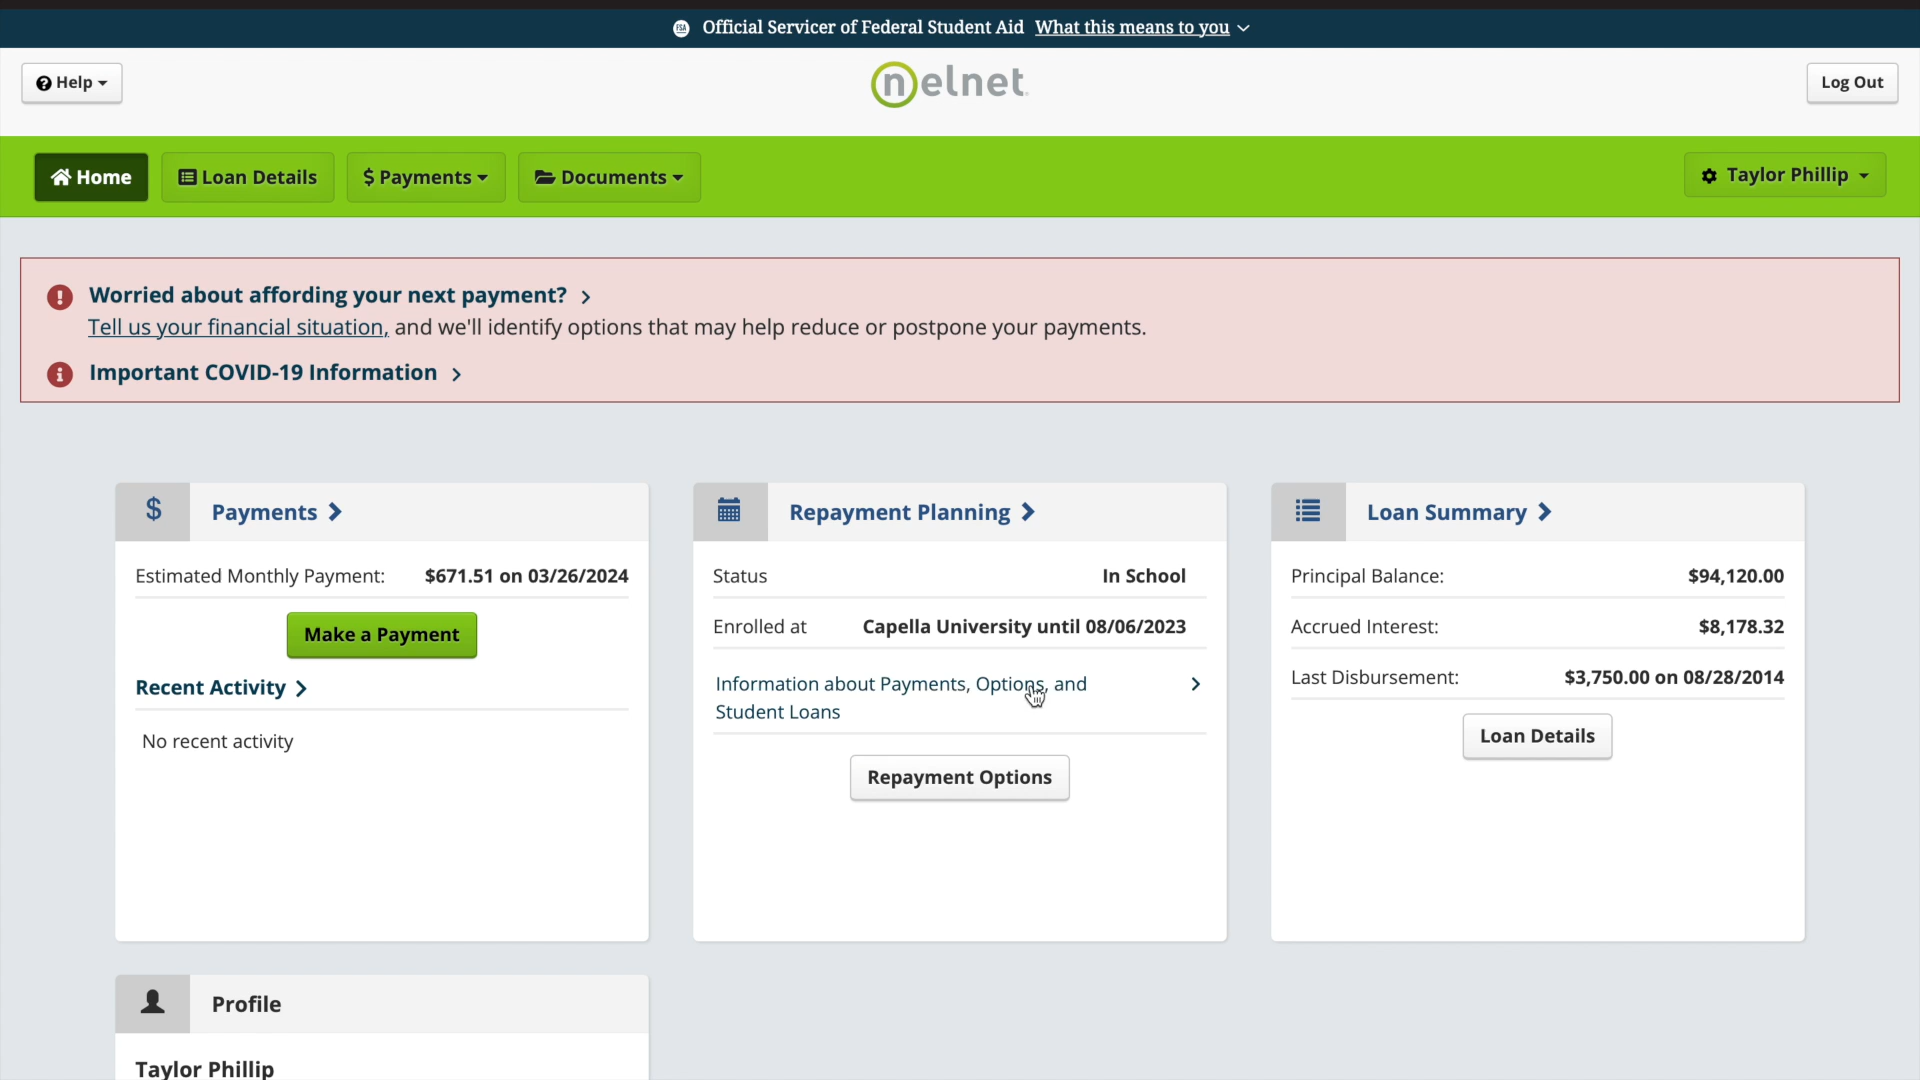 Official Servicer of Federal Student Aid What this means to you
Help
nelnet
Log Out
Home
Loan Details
$ Payments
Documents
Taylor Phillip
Worried about affording your next payment?
Tell us your financial situation, and we'll identify options that may help reduce or postpone your payments.
Important COVID-19 Information
$ Payments
Estimated Monthly Payment: $671.51 on 03/26/2024
Make a Payment
Recent Activity
No recent activity
Repayment Planning
Status In School
Enrolled at Capella University until 08/06/2023
Information about Payments, Options, and
Student Loans
Repayment Options
Loan Summary
Principal Balance: $94,120.00
Accrued Interest: $8,178.32
Last Disbursement: $3,750.00 on 08/28/2014
Loan Details
Profile
Taylor Phillip